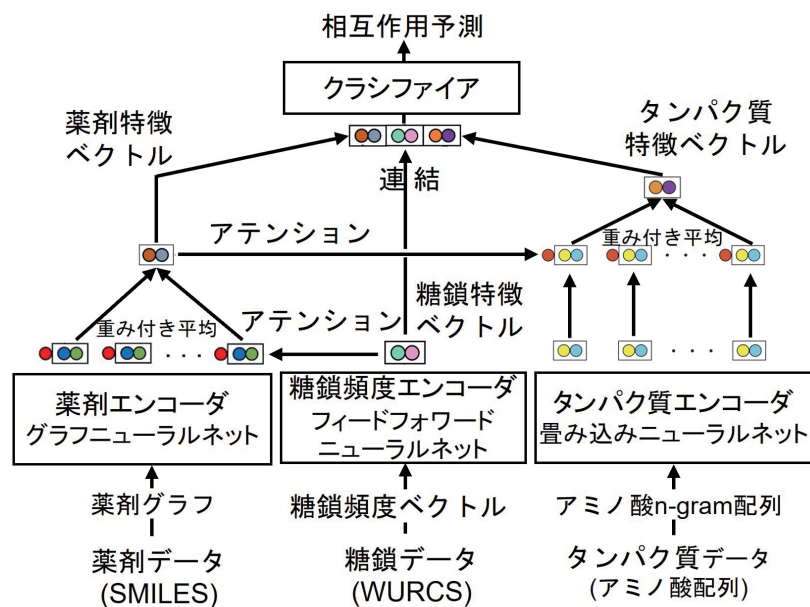 相互作用予測
クラシファイア
薬剤特徴
ベクトル
タンパク質
特徴ベクトル
連結
アテンション
重み付き平均
・・・
糖鎖特徴
ベクトル
アテンション
重み付き平均
・・・
・・・
薬剤エンコーダ
グラフニューラルネット
糖鎖頻度エンコーダ
フィードフォワード
ニューラルネット
タンパク質エンコーダ
畳み込みニューラルネット
薬剤グラフ
糖鎖頻度ベクトル
アミノ酸n-gram配列
薬剤データ
(SMILES)
糖鎖データ
(WURCS)
タンパク質データ
(アミノ酸配列)